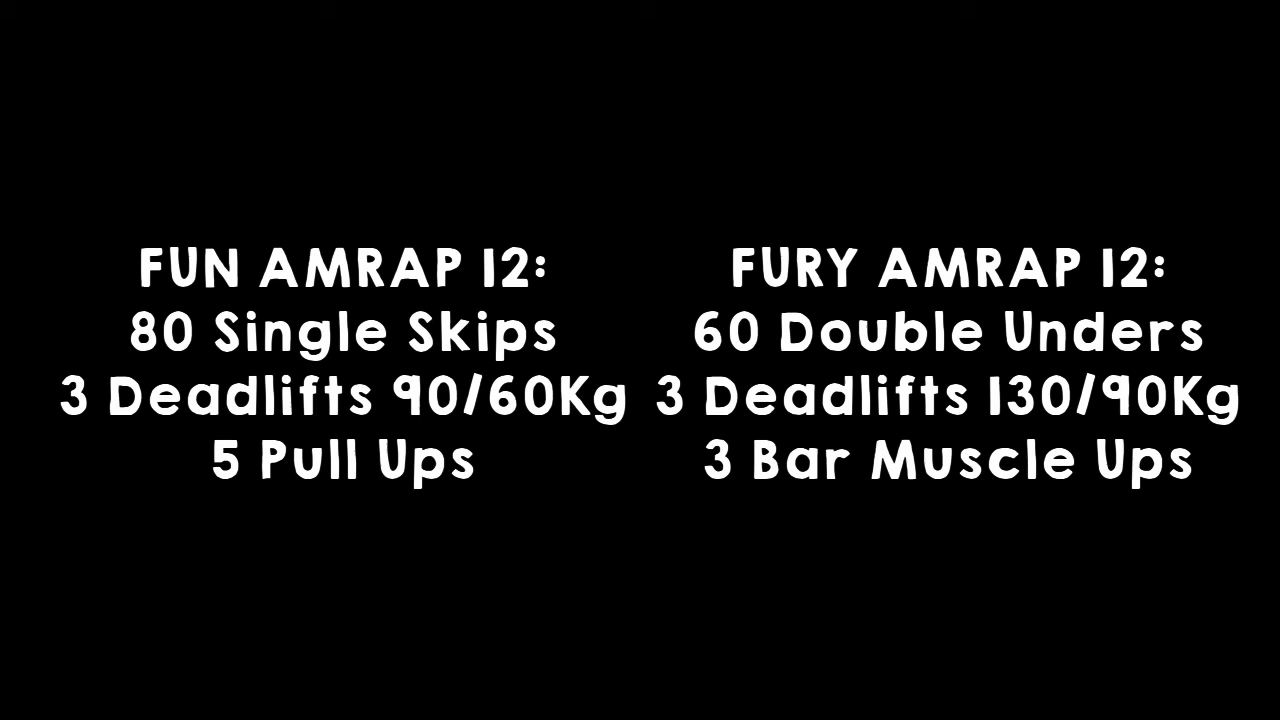 FUN AMRAP 12:
80 Single Skips
3 Deadlifts 90/60Kg
5 Pull Ups
FURY AMRAP 12:
60 Double Unders
3 Deadlifts 130/90Kg
3 Bar Muscle Ups